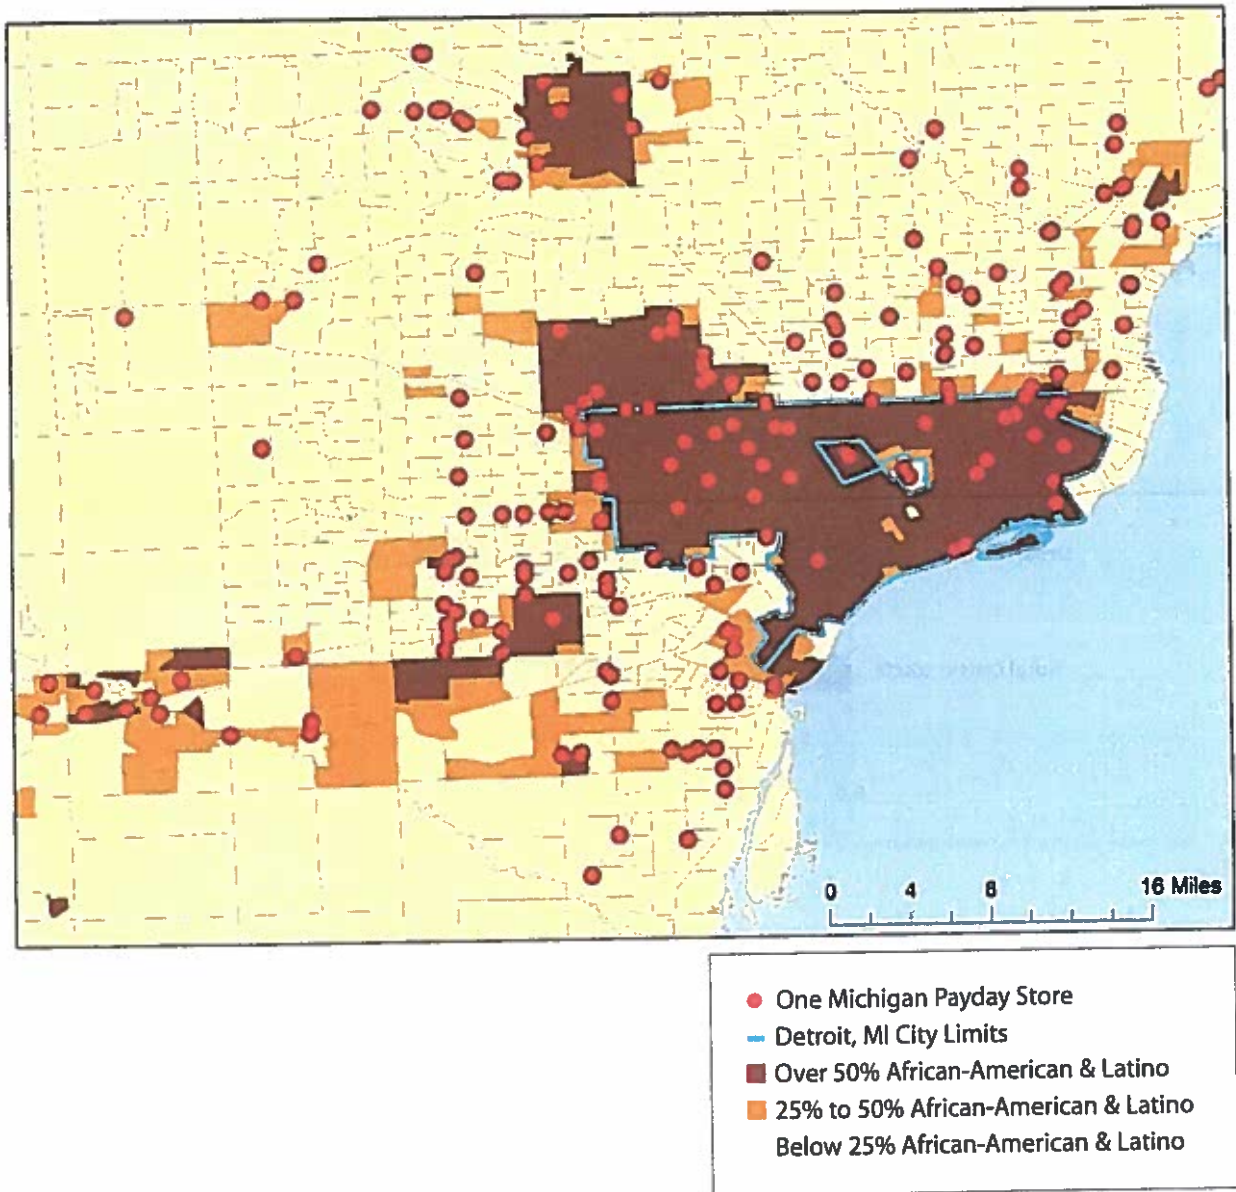 0 4 8 16 Miles
One Michigan Payday Store
Detroit, MI City Limits
Over 50% African-American & Latino
25% to 50% African-American & Latino
Below 25% African-American & Latino